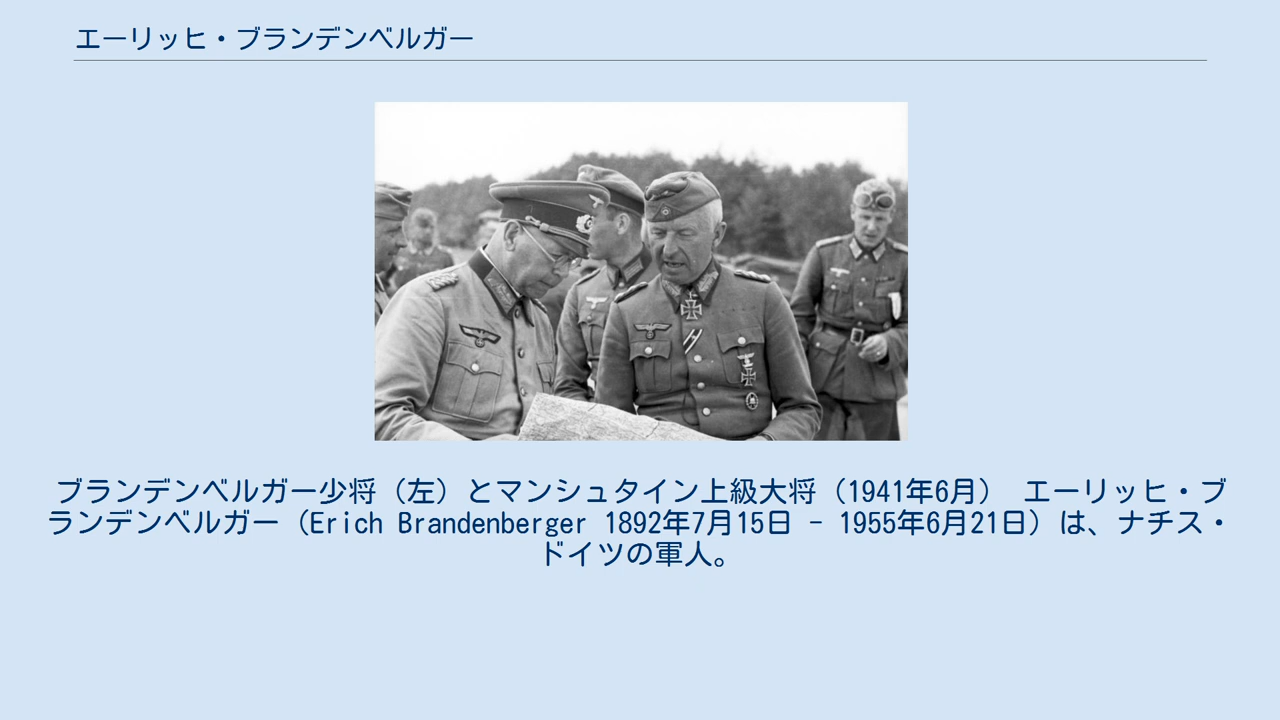 エーリッヒ・ブランデンベルガー
ブランデンベルガー少将（左）とマンシュタイン上級大将（1941年6月） エーリッヒ・ブ
ランデンベルガー（Erich Brandenberger 1892年7月15日 - 1955年6月21日）は、ナチス・
ドイツの軍人。